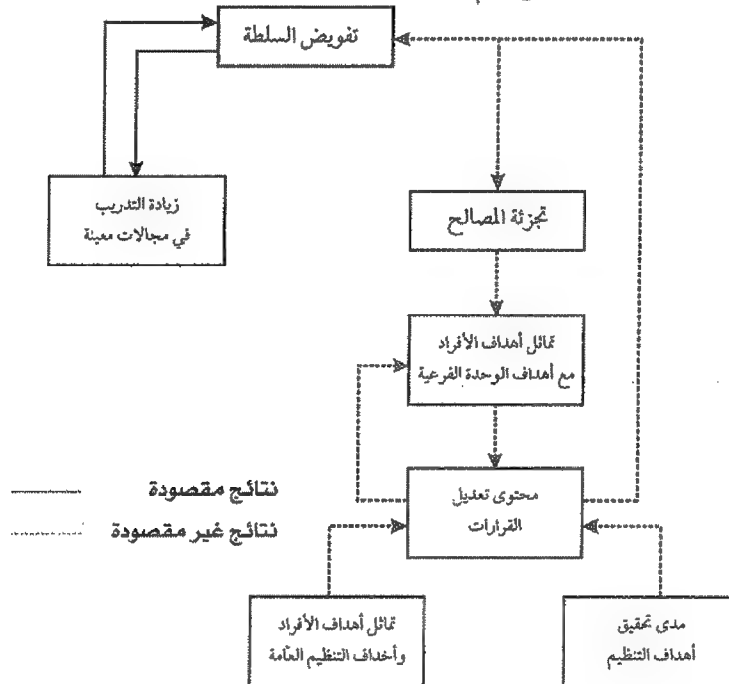 تفويض السلطة
زيادة التدريب
في مجالات معينة
تجزئة المصالح
تماثل أهداف الأفراد
مع أهداف الوحدة الفرعية
محتوى تعديل
القرارات
نتائج مقصودة
نتائج غير مقصودة
تماثل أهداف الأفراد
وأخداف التنظيم العامة
مدى تحقيق
أهداف التنظيم